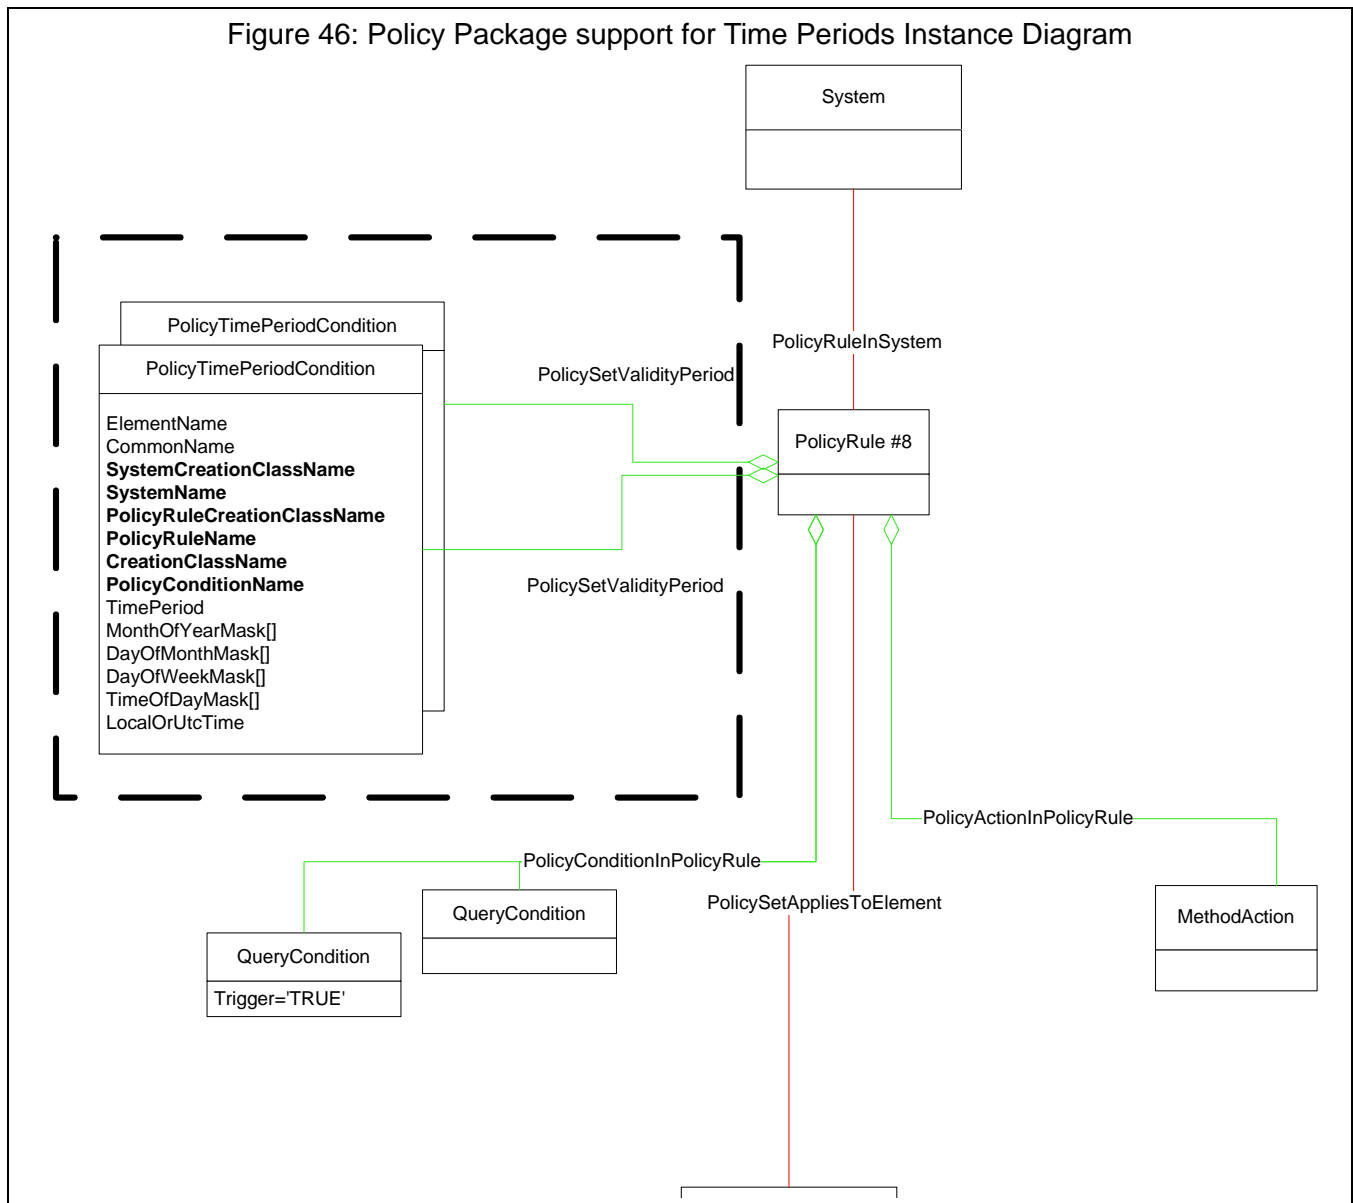 Figure 46: Policy Package support for Time Periods Instance Diagram
System
PolicyRuleInSystem
PolicyTimePeriodCondition
PolicyTimePeriodCondition
ElementName
CommonName
SystemCreationClassName
SystemName
PolicyRuleCreationClassName
PolicyRuleName
CreationClassName
PolicyConditionName
TimePeriod
MonthOfYearMask[]
DayOfMonthMask[]
DayOfWeekMask[]
TimeOfDayMask[]
LocalOrUtcTime
PolicySetValidityPeriod
PolicySetValidityPeriod
PolicyRule #8
PolicyActionInPolicyRule
PolicyConditionInPolicyRule
PolicySetAppliesToElement
QueryCondition
QueryCondition
Trigger='TRUE'
MethodAction